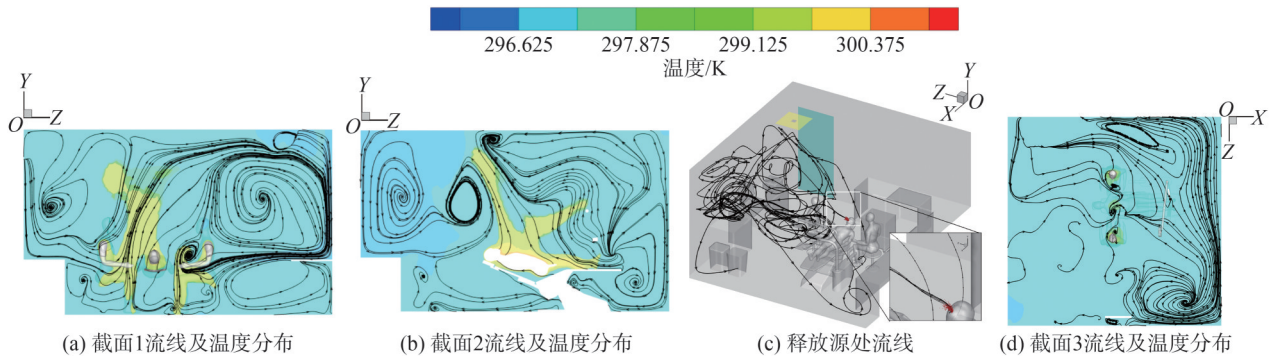 296.625 297.875 299.125 300.375
温度/K
Y
O Z
Y
O Z
Y
Z O
X
O X
Z
(a) 截面1流线及温度分布 (b) 截面2流线及温度分布 (c) 释放源处流线 (d) 截面3流线及温度分布